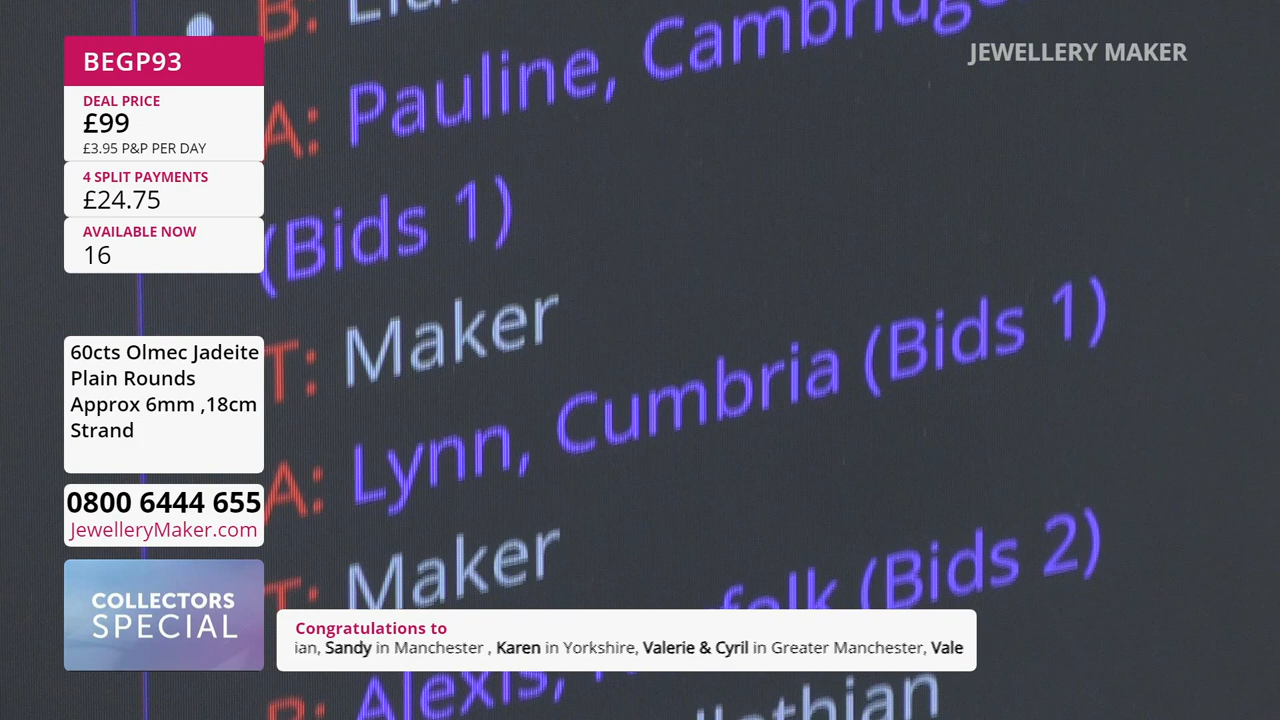 BEGP93
DEAL PRICE
£99
£3.95 P&P PER DAY
4 SPLIT PAYMENTS
£24.75
AVAILABLE NOW
16
60cts Olmec Jadeite
Plain Rounds
Approx 6mm ,18cm
Strand
0800 6444 655
JewelleryMaker.com
COLLECTORS
SPECIAL
JEWELLERY MAKER
B:
A: Pauline, Cambridge
(Bids 1)
T: Maker
A: Lynn, Cumbria (Bids 1)
T: Maker
(Bids 2)
B: Alexis,
Congratulations to
ian, Sandy in Manchester , Karen in Yorkshire, Valerie & Cyril in Greater Manchester, Vale